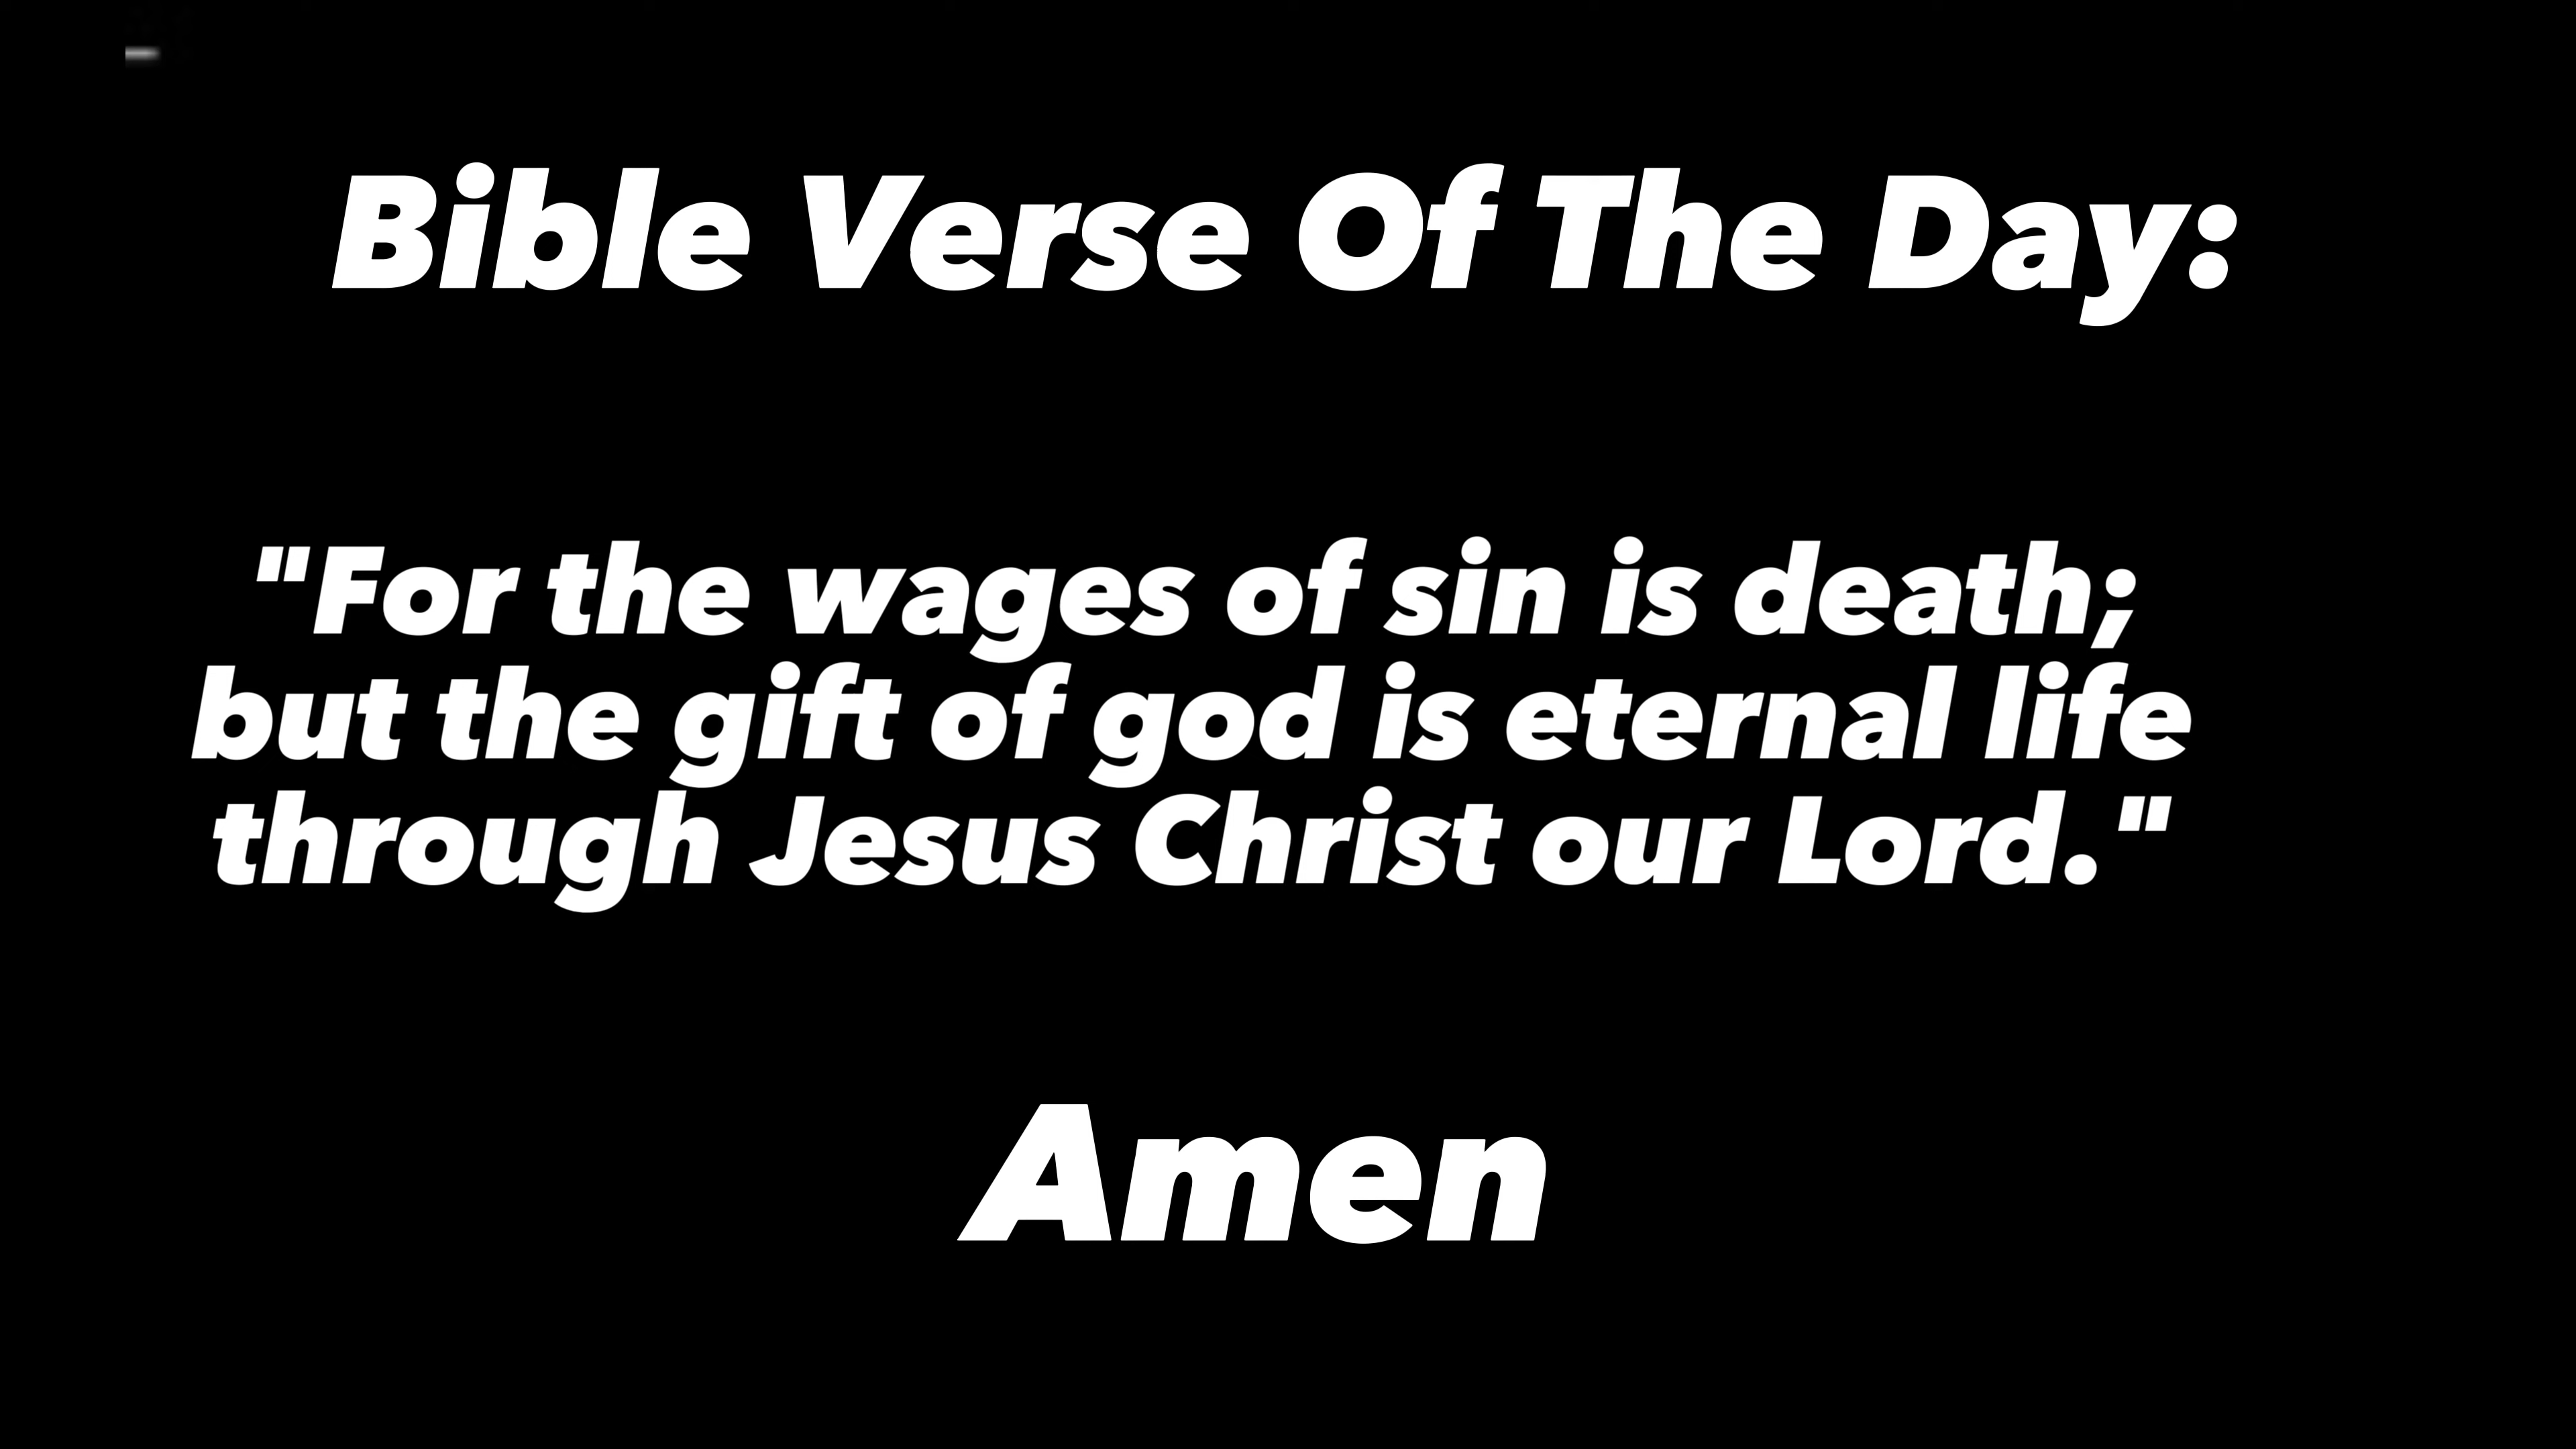 Bible Verse Of The Day:
"For the wages of sin is death;
but the gift of god is eternal life
through Jesus Christ our Lord."
Amen